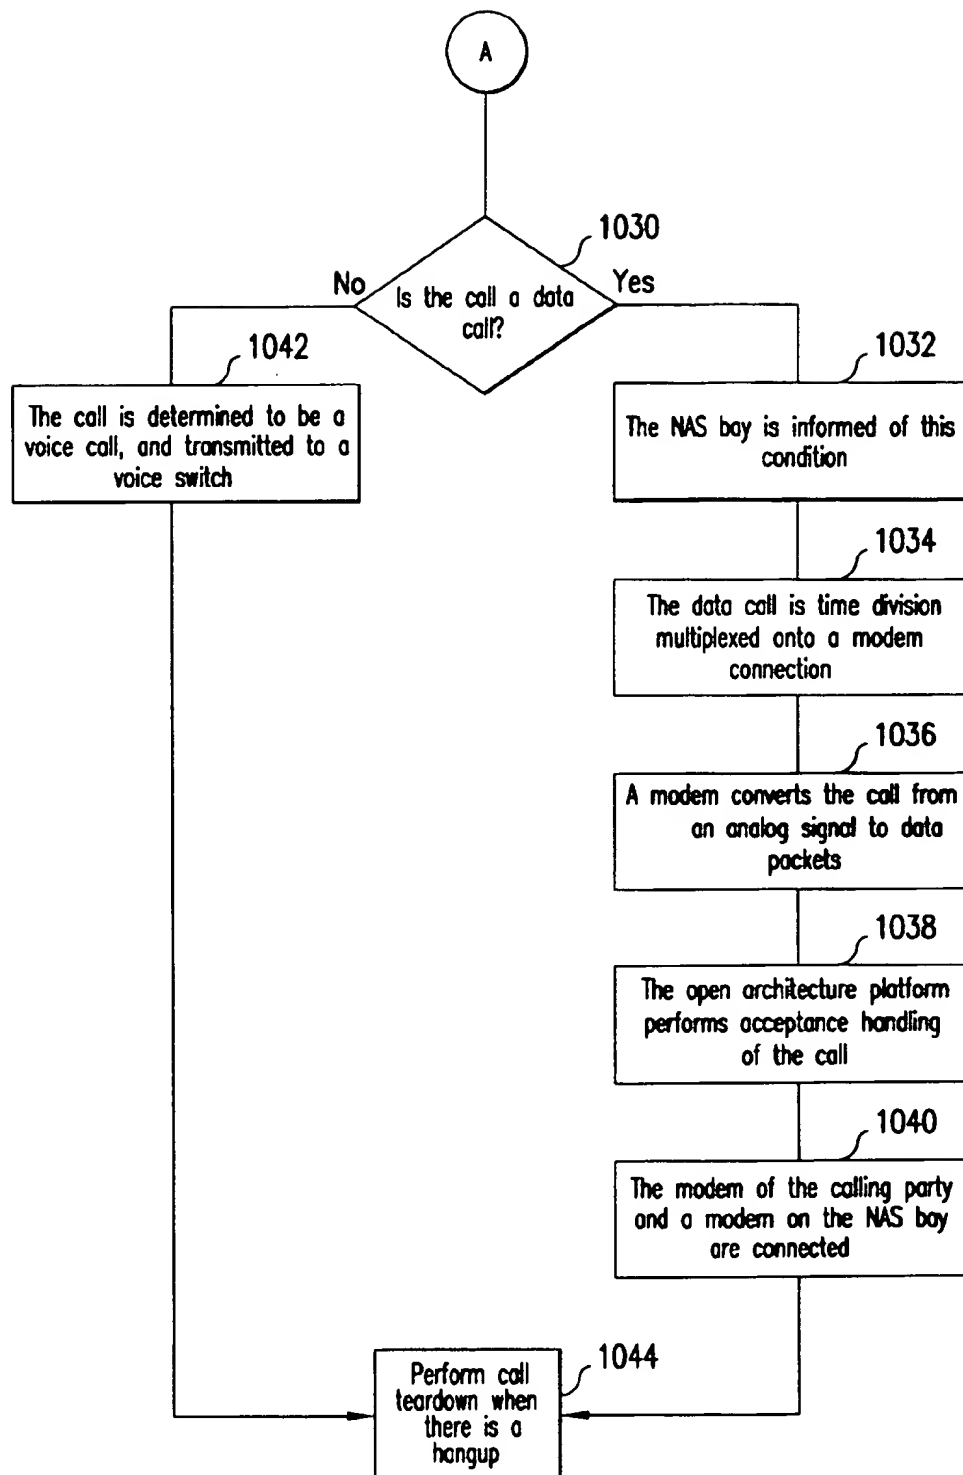 A
1030
No
Yes
Is the call a data
call?
1042
The call is determined to be a
voice call, and transmitted to a
voice switch
1032
The NAS bay is informed of this
condition
1034
The data call is time division
multiplexed onto a modem
connection
1036
A modem converts the call from
an analog signal to data
packets
1038
The open architecture platform
performs acceptance handling
of the call
1040
The modem of the calling party
and a modem on the NAS bay
are connected
1044
Perform call
teardown when
there is a
hangup